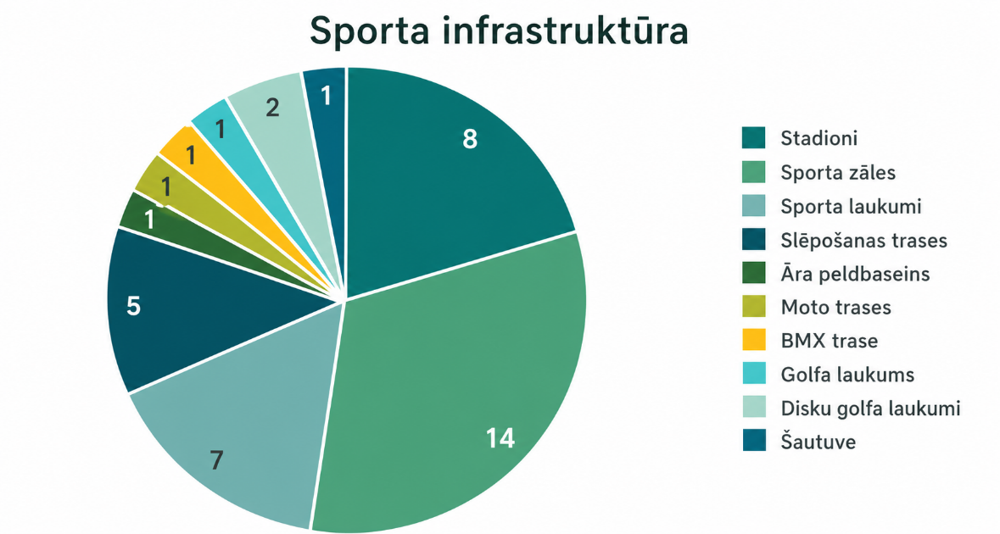 Sporta infrastruktūra
1
2
1
1
1
1
5
7
14
8
Stadioni
Sporta zāles
Sporta laukumi
Slēpošanas trases
Āra peldbaseins
Moto trases
BMX trase
Golfa laukums
Disku golfa laukumi
Šautuve